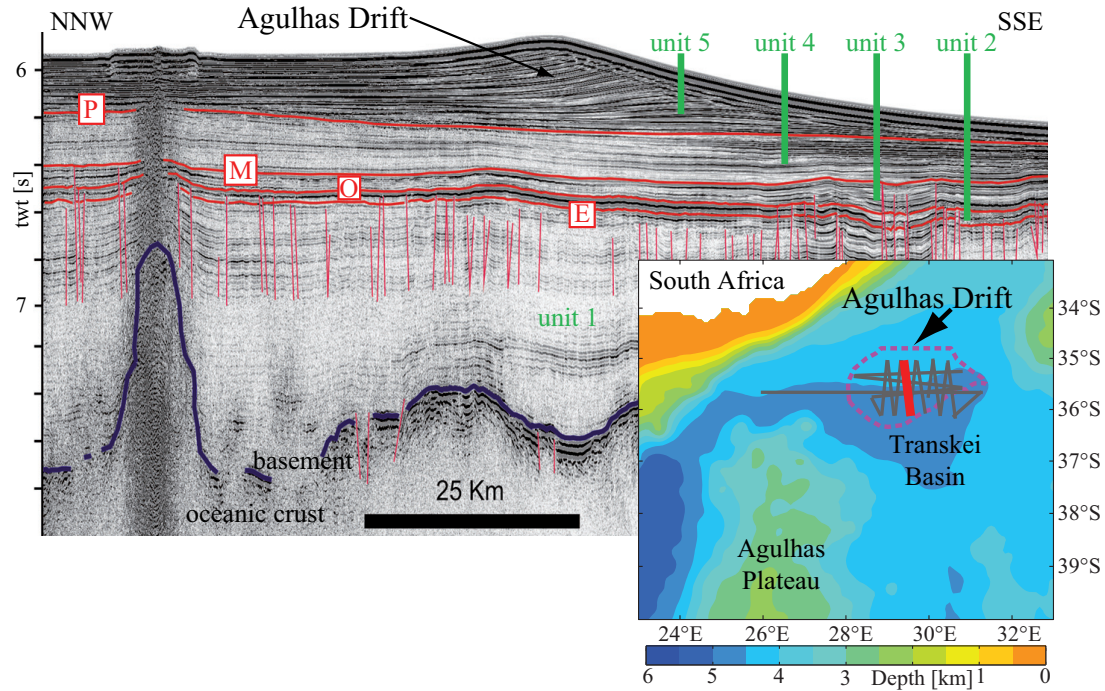 NNW
Agulhas Drift
SSE
unit 5
unit 4
unit 3
unit 2
6
P
M
O
E
twt [s]
7
unit 1
basement
25 Km
oceanic crust
South Africa
Agulhas Drift
Transkei
Basin
Agulhas
Plateau
34°S
35°S
36°S
37°S
38°S
39°S
24°E
26°E
28°E
30°E
32°E
6
5
4
3
Depth [km]
1
0